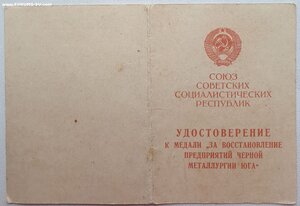 СОЮЗ
СОВЕТСКИХ
СОЦИАЛИСТИЧЕСКИХ
РЕСПУБЛИК
УДОСТОВЕРЕНИЕ
К МЕДАЛИ „ЗА ВОССТАНОВЛЕНИЕ
ПРЕДПРИЯТИЙ ЧЕРНОЙ
МЕТАЛЛУРГИИ ЮГА“